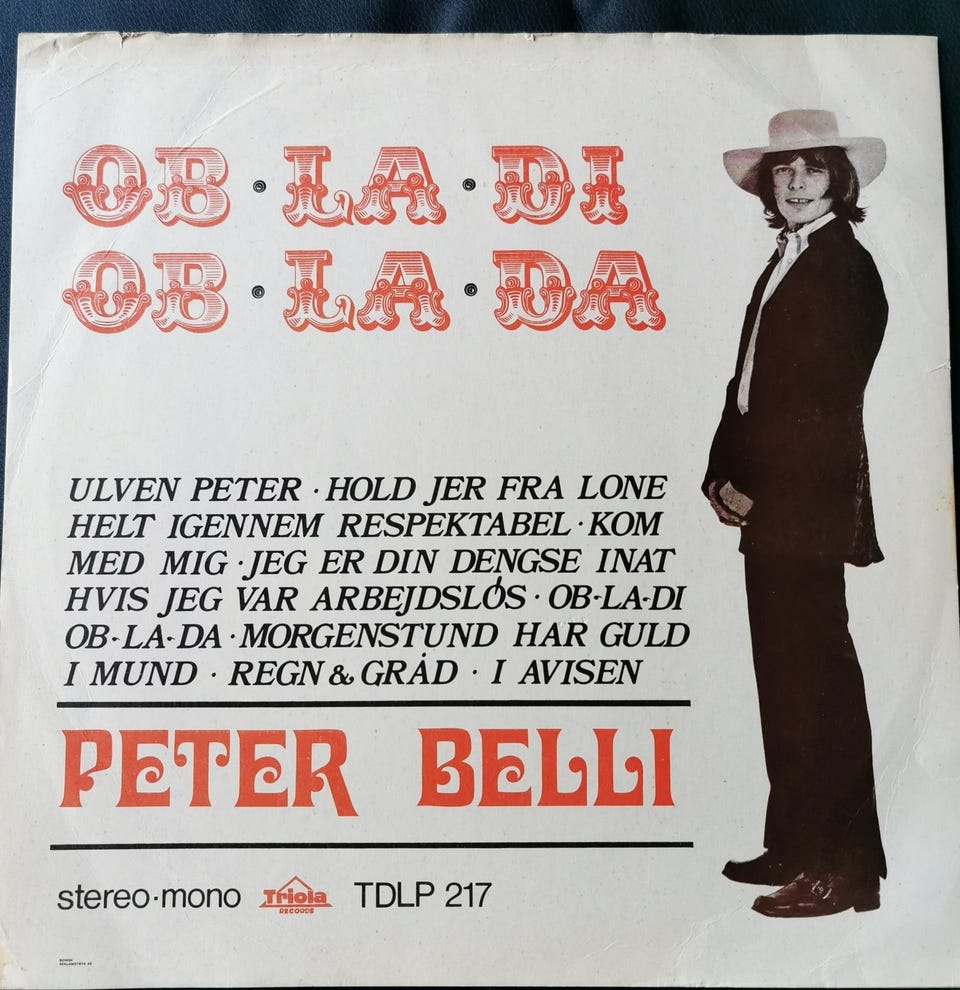 OB·LA·DI
OB·LA·DA
ULVEN PETER · HOLD JER FRA LONE
HELT IGENNEM RESPEKTABEL · KOM
MED MIG · JEG ER DIN DENGSE INAT
HVIS JEG VAR ARBEJDSLÓS · OB-LA-DI
OB-LA-DA · MORGENSTUND HAR GULD
I MUND · REGN & GRȦD · I AVISEN
PETER BELLI
stereo·mono Triola RECORDS TDLP 217